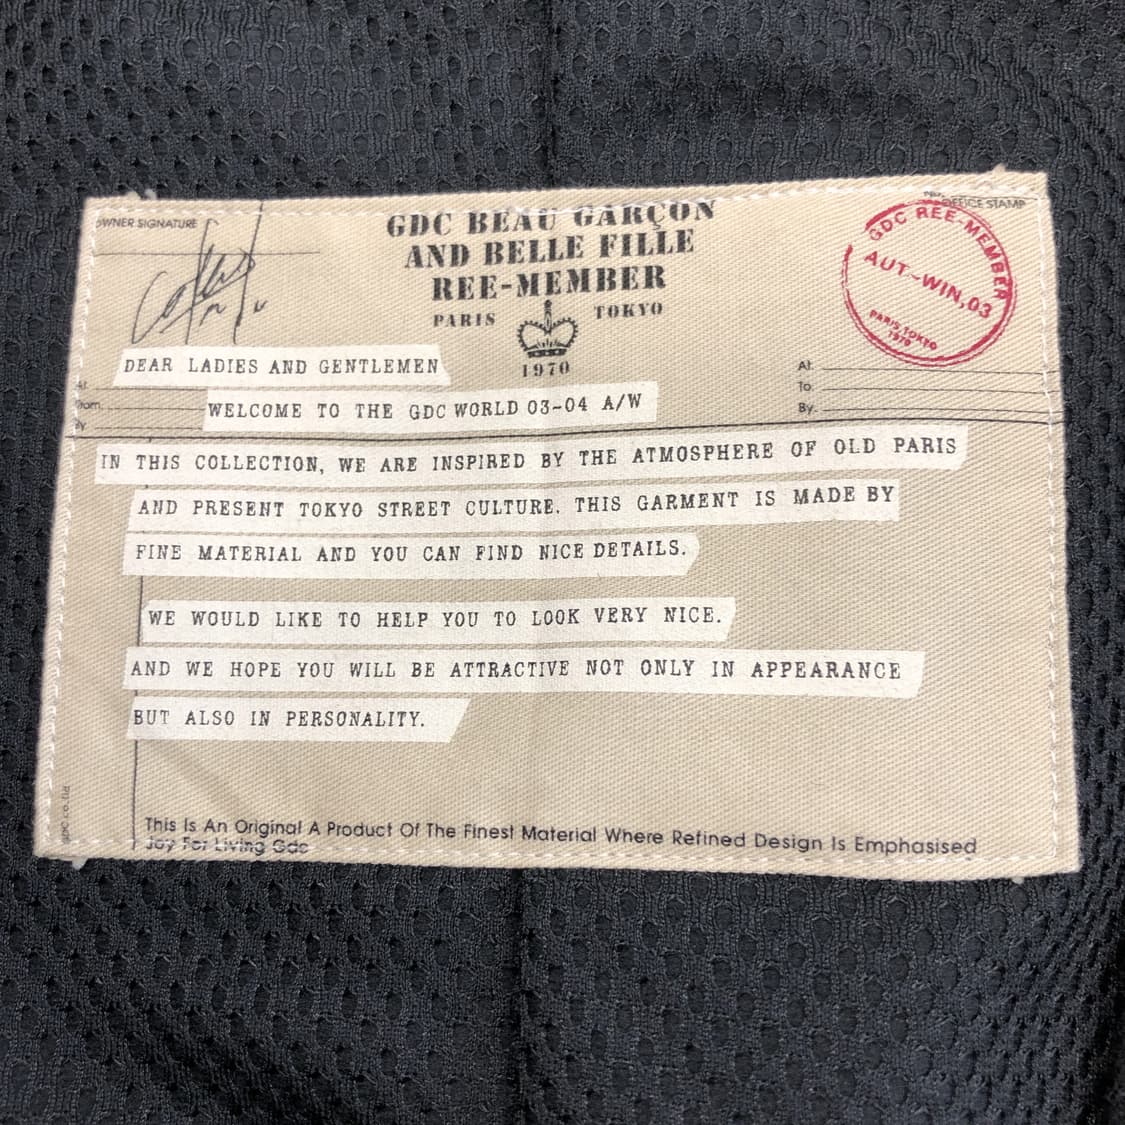 OWNER SIGNATURE
GDC BEAU GARÇON
AND BELLE FILLE
REE-MEMBER
PARIS TOKYO
1970
OFFICE STAMP
GDC REE-MEMBER
AUT~WIN,03
PARIS TOKYO
1970
DEAR LADIES AND GENTLEMEN
At.
To.
By.
At
From.
By
WELCOME TO THE GDC WORLD 03-04 A/W
IN THIS COLLECTION, WE ARE INSPIRED BY THE ATMOSPHERE OF OLD PARIS
AND PRESENT TOKYO STREET CULTURE. THIS GARMENT IS MADE BY
FINE MATERIAL AND YOU CAN FIND NICE DETAILS.
WE WOULD LIKE TO HELP YOU TO LOOK VERY NICE.
AND WE HOPE YOU WILL BE ATTRACTIVE NOT ONLY IN APPEARANCE
BUT ALSO IN PERSONALITY.
GDC co.,ltd
This Is An Original A Product Of The Finest Material Where Refined Design Is Emphasised
Joy For Living Gdc